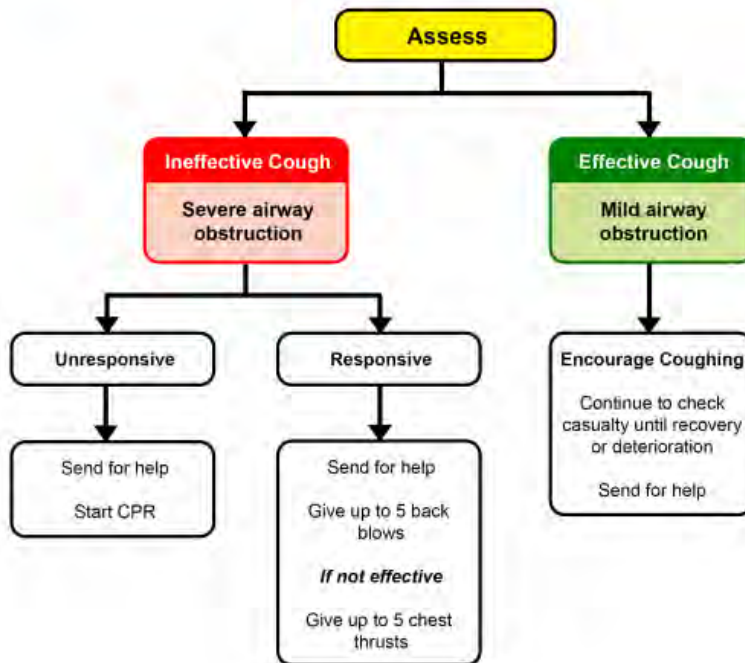 Assess
Ineffective Cough
Severe airway
obstruction
Effective Cough
Mild airway
obstruction
Unresponsive
Send for help
Start CPR
Responsive
Send for help
Give up to 5 back
blows
If not effective
Give up to 5 chest
thrusts
Encourage Coughing
Continue to check
casualty until recovery
or deterioration
Send for help